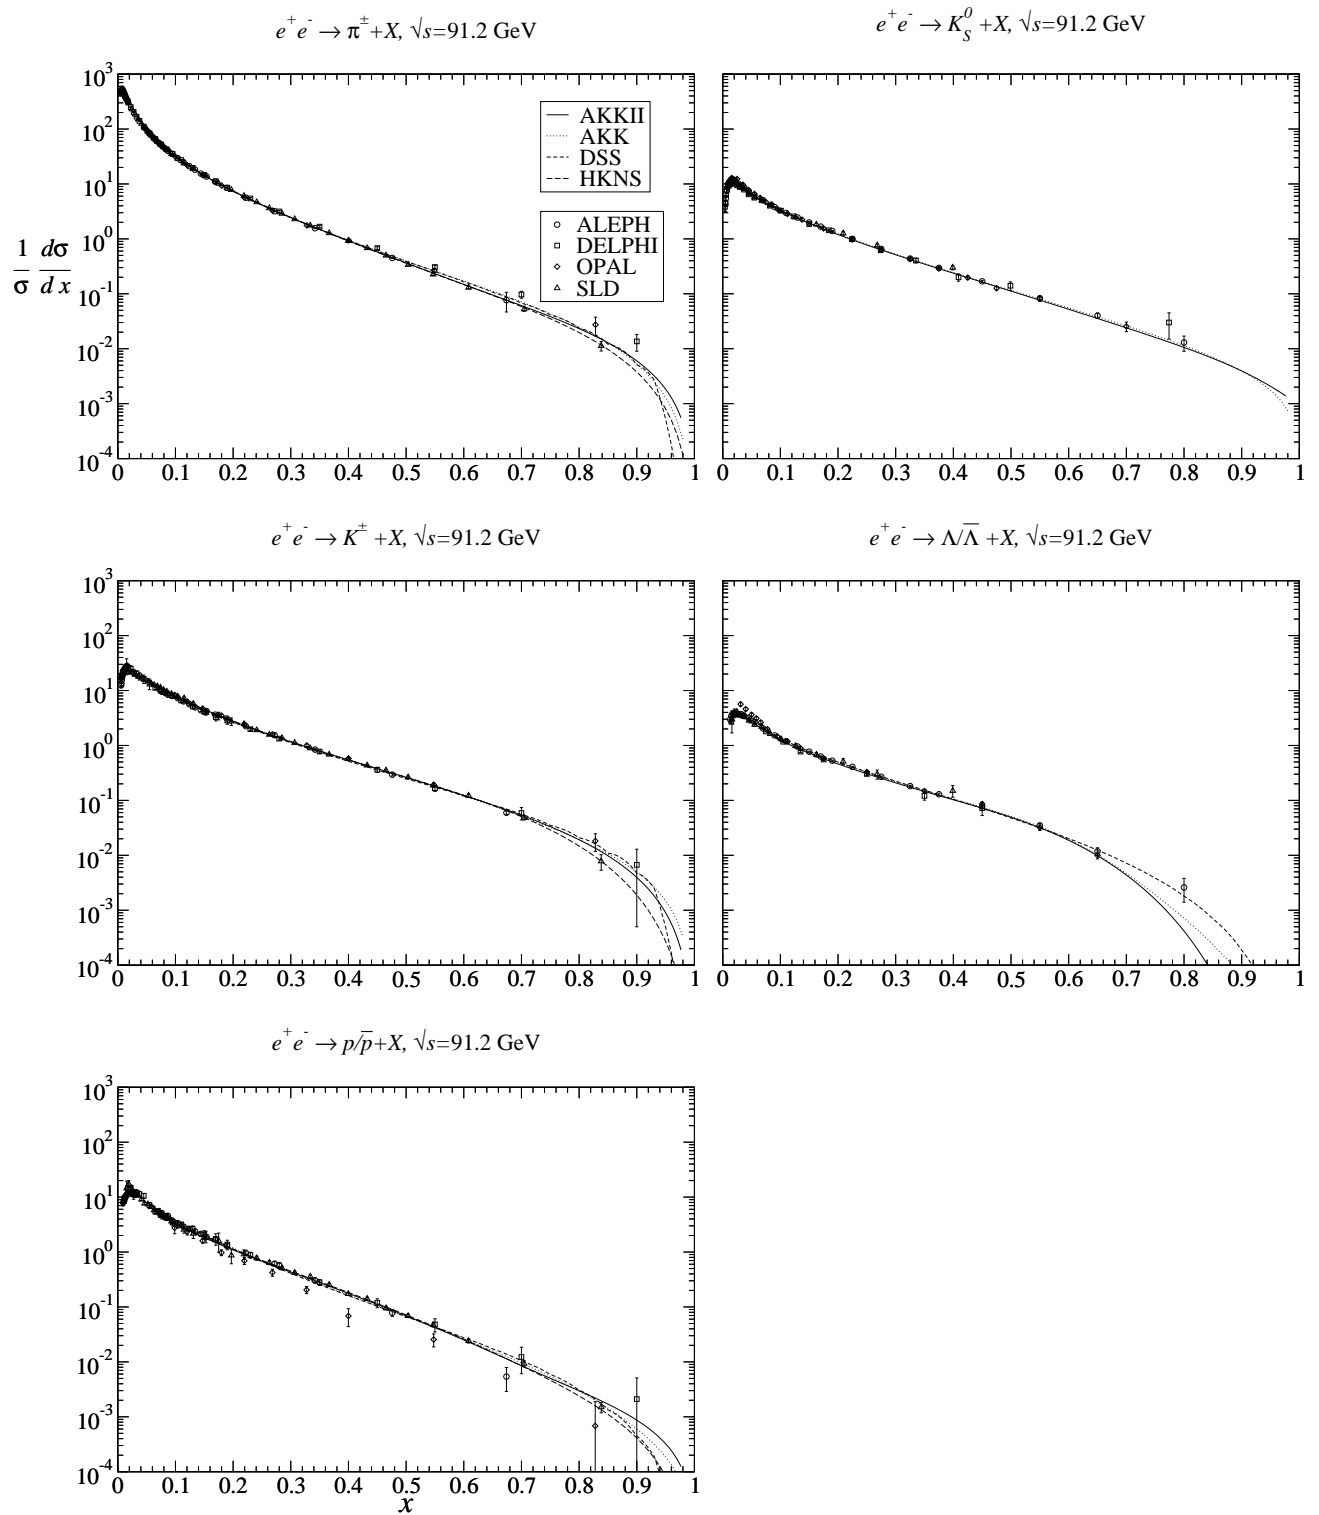 e⁺e⁻ → π± +X, √s=91.2 GeV
e⁺e⁻ → K_S^0 +X, √s=91.2 GeV
10³
10²
10¹
10⁰
10⁻¹
10⁻²
10⁻³
10⁻⁴
1/σ dσ/dx
AKKII
AKK
DSS
HKNS
ALEPH
DELPHI
OPAL
SLD
0 0.1 0.2 0.3 0.4 0.5 0.6 0.7 0.8 0.9 1
0 0.1 0.2 0.3 0.4 0.5 0.6 0.7 0.8 0.9 1
e⁺e⁻ → K± +X, √s=91.2 GeV
e⁺e⁻ → Λ/Λ̅ +X, √s=91.2 GeV
10³
10²
10¹
10⁰
10⁻¹
10⁻²
10⁻³
10⁻⁴
0 0.1 0.2 0.3 0.4 0.5 0.6 0.7 0.8 0.9 1
0 0.1 0.2 0.3 0.4 0.5 0.6 0.7 0.8 0.9 1
e⁺e⁻ → p/p̅+X, √s=91.2 GeV
10³
10²
10¹
10⁰
10⁻¹
10⁻²
10⁻³
10⁻⁴
0 0.1 0.2 0.3 0.4 0.5 0.6 0.7 0.8 0.9 1
x